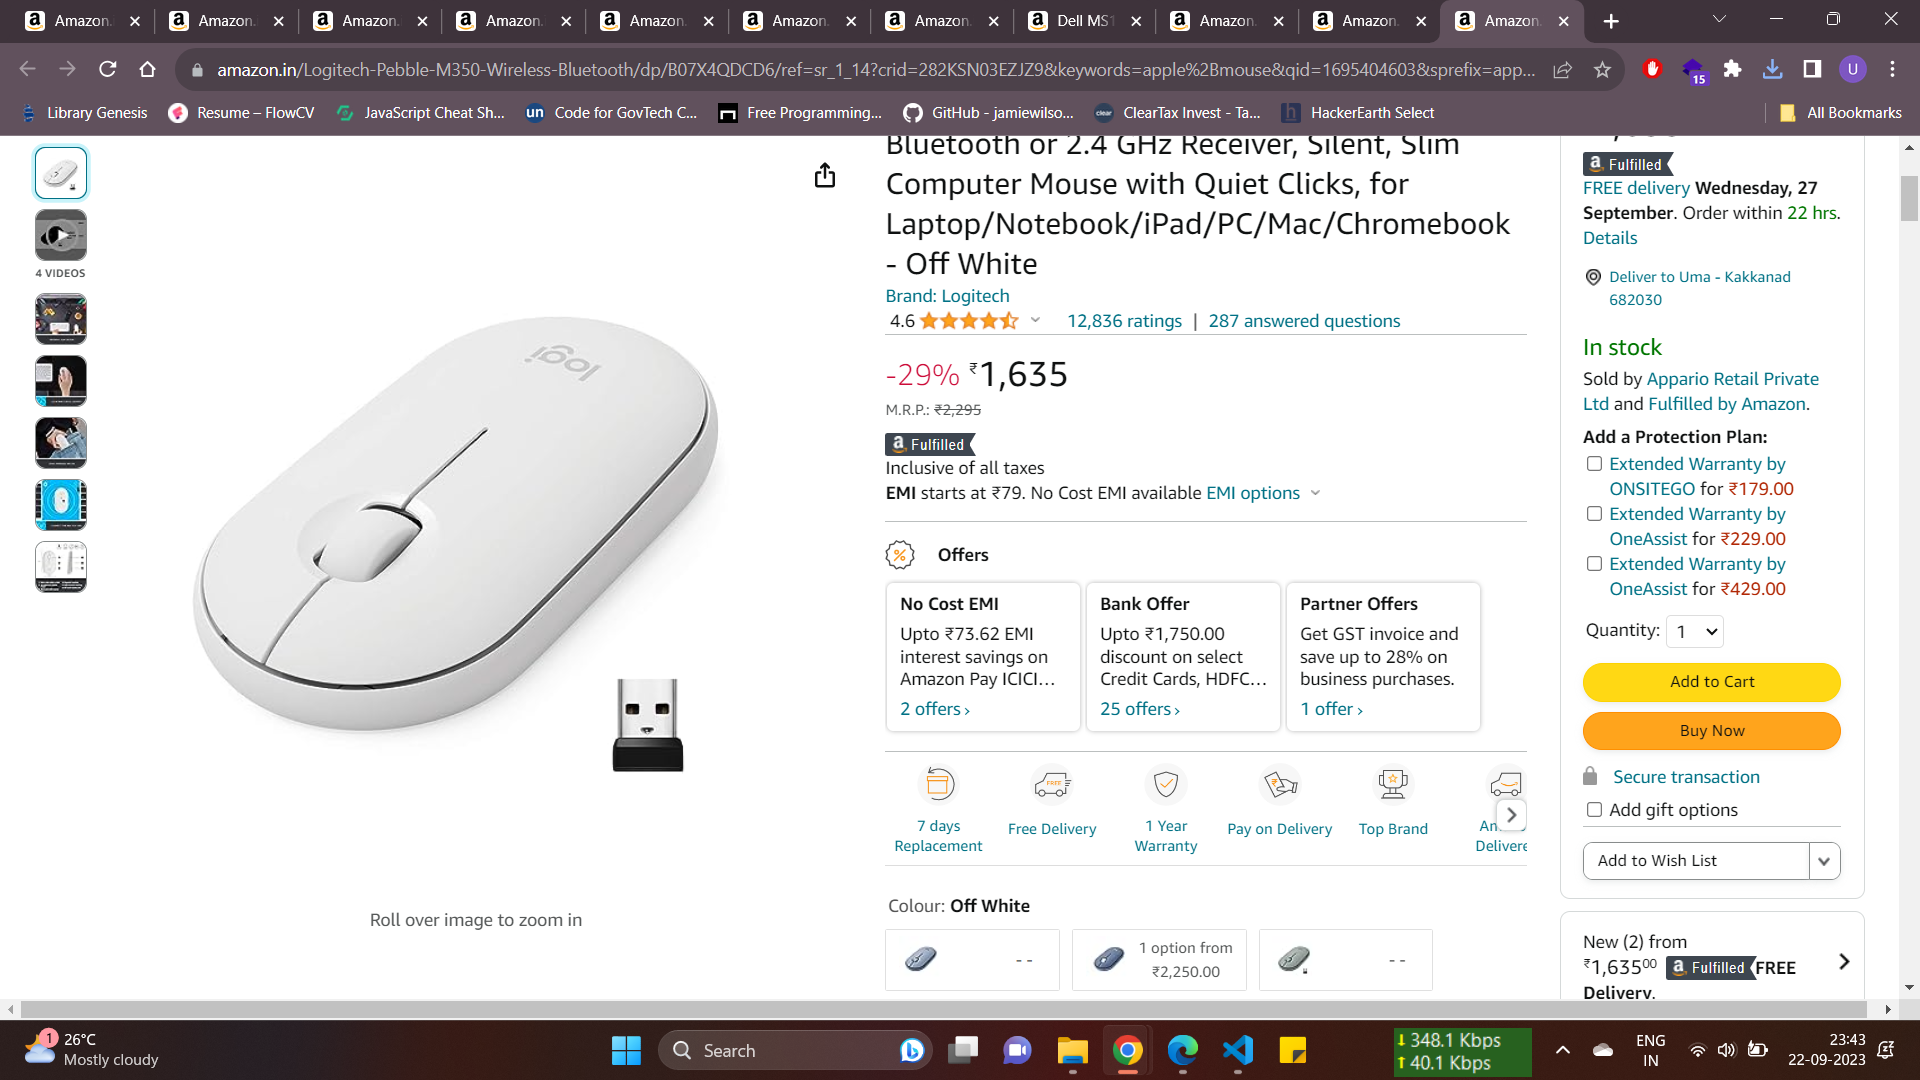 Amazon.
Amazon.
Amazon.
Amazon.
Amazon.
Amazon.
Amazon.
Dell MS1
Amazon.
Amazon.
Amazon.
amazon.in/Logitech-Pebble-M350-Wireless-Bluetooth/dp/B07X4QDCD6/ref=sr_1_14?crid=282KSN03EZJZ9&keywords=apple%2Bmouse&qid=1695404603&sprefix=app...
15
U
Library Genesis
Resume – FlowCV
JavaScript Cheat Sh...
un
Code for GovTech C...
Free Programming...
GitHub - jamiewilso...
clear
ClearTax Invest - Ta...
h
HackerEarth Select
All Bookmarks
4 VIDEOS
logi
Roll over image to zoom in
Bluetooth or 2.4 GHz Receiver, Silent, Slim
Computer Mouse with Quiet Clicks, for
Laptop/Notebook/iPad/PC/Mac/Chromebook
- Off White
Brand: Logitech
4.6 12,836 ratings | 287 answered questions
-29% ₹1,635
M.R.P.: ₹2,295
a Fulfilled
Inclusive of all taxes
EMI starts at ₹79. No Cost EMI available EMI options
% Offers
No Cost EMI
Upto ₹73.62 EMI
interest savings on
Amazon Pay ICICI...
2 offers ›
Bank Offer
Upto ₹1,750.00
discount on select
Credit Cards, HDFC...
25 offers ›
Partner Offers
Get GST invoice and
save up to 28% on
business purchases.
1 offer ›
7 days
Replacement
FREE
Free Delivery
1 Year
Warranty
Pay on Delivery
Top Brand
Delivere
Colour: Off White
- -
1 option from
₹2,250.00
- -
a Fulfilled
FREE delivery Wednesday, 27
September. Order within 22 hrs.
Details
Deliver to Uma - Kakkanad
682030
In stock
Sold by Appario Retail Private
Ltd and Fulfilled by Amazon.
Add a Protection Plan:
Extended Warranty by
ONSITEGO for ₹179.00
Extended Warranty by
OneAssist for ₹229.00
Extended Warranty by
OneAssist for ₹429.00
Quantity: 1
Add to Cart
Buy Now
Secure transaction
Add gift options
Add to Wish List
New (2) from
₹1,63500 a Fulfilled FREE
Delivery.
1
26°C
Mostly cloudy
Search
348.1 Kbps
40.1 Kbps
ENG
IN
23:43
22-09-2023